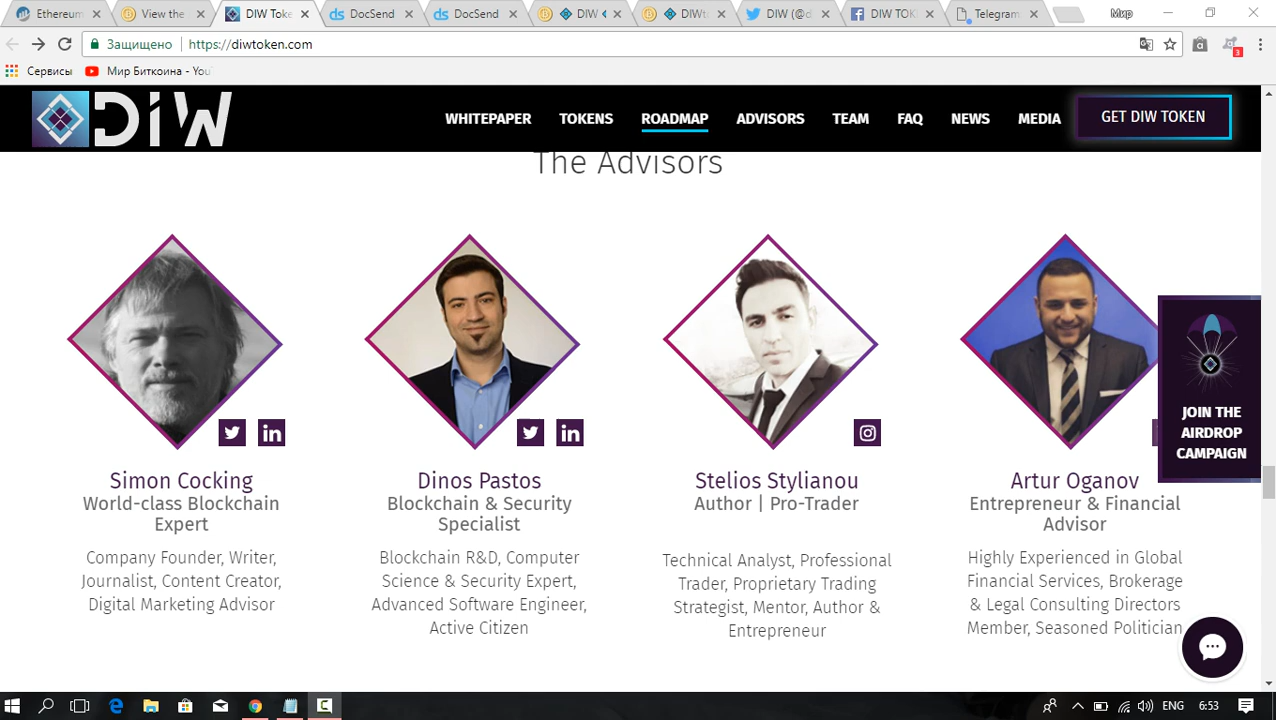 Ethereum
View the
DIW Toke
DocSend
DocSend
DIW
DIWt
DIW (@d
DIW TOK
Telegram
Мир
Защищено
https://diwtoken.com
a
3
Сервисы
Мир Биткоина - You
DIW
WHITEPAPER
TOKENS
ROADMAP
ADVISORS
TEAM
FAQ
NEWS
MEDIA
GET DIW TOKEN
The Advisors
Simon Cocking
World-class Blockchain
Expert
Company Founder, Writer,
Journalist, Content Creator,
Digital Marketing Advisor
Dinos Pastos
Blockchain & Security
Specialist
Blockchain R&D, Computer
Science & Security Expert,
Advanced Software Engineer,
Active Citizen
Stelios Stylianou
Author | Pro-Trader
Technical Analyst, Professional
Trader, Proprietary Trading
Strategist, Mentor, Author &
Entrepreneur
Artur Oganov
Entrepreneur & Financial
Advisor
Highly Experienced in Global
Financial Services, Brokerage
& Legal Consulting Directors
Member, Seasoned Politician
JOIN THE
AIRDROP
CAMPAIGN
ENG
6:53